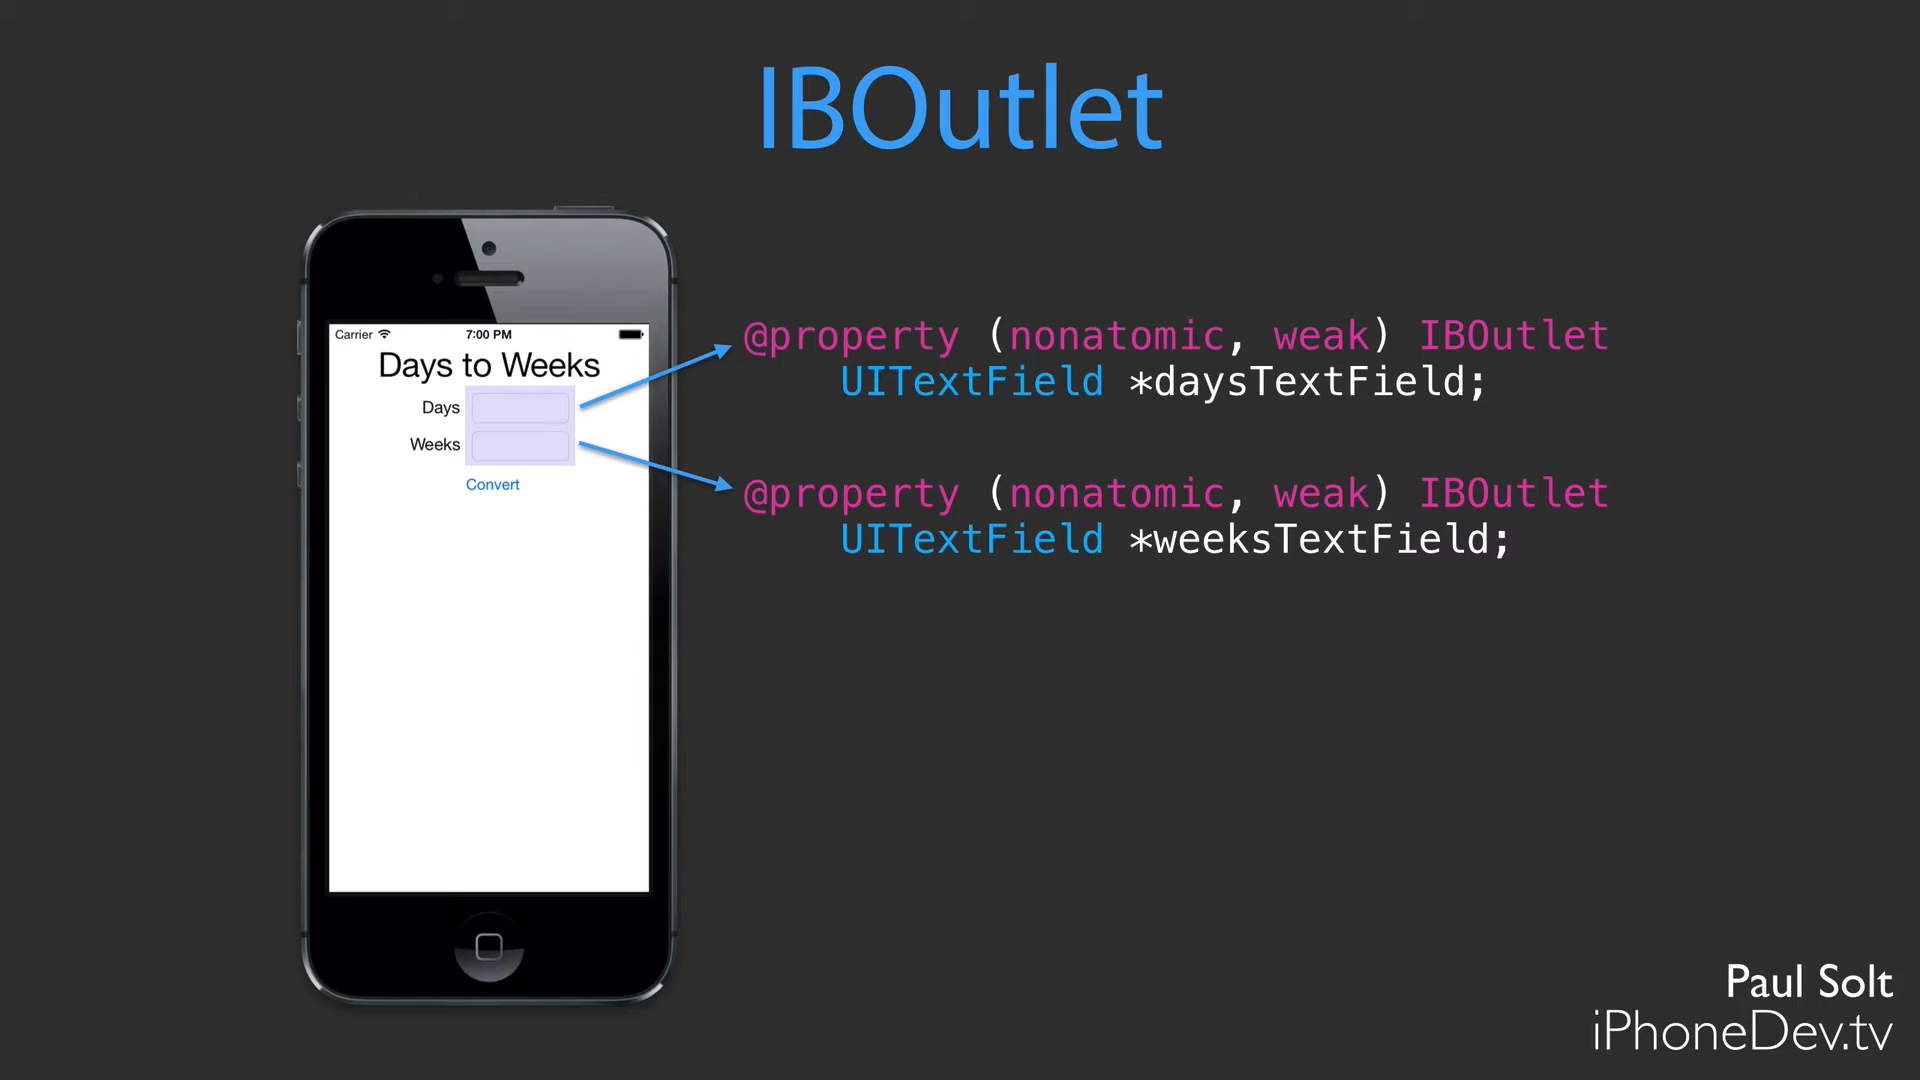 IBOutlet
Carrier 7:00 PM
Days to Weeks
Days
Weeks
Convert
@property (nonatomic, weak) IBOutlet
UITextField *daysTextField;
@property (nonatomic, weak) IBOutlet
UITextField *weeksTextField;
Paul Solt
iPhoneDev.tv